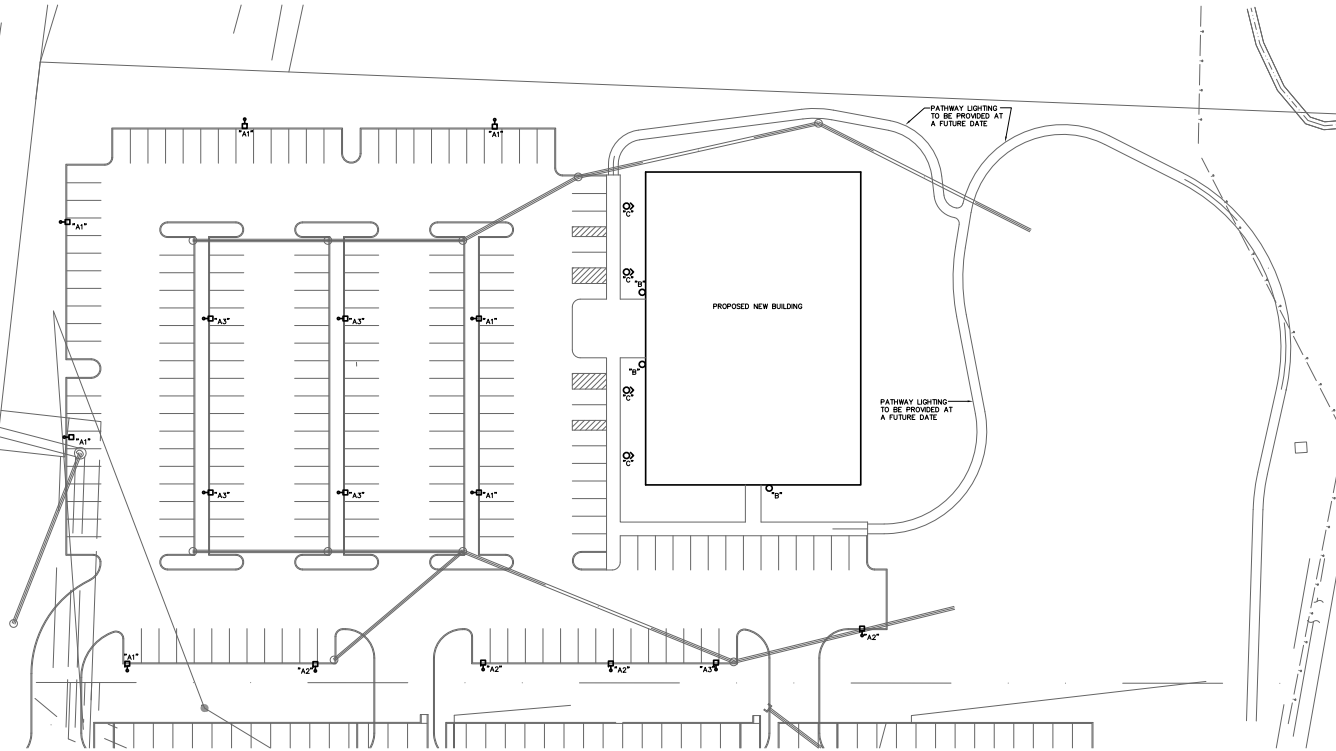 PATHWAY LIGHTING
TO BE PROVIDED AT
A FUTURE DATE
"A1"
"A1"
"A1"
"C"
"C"
"B"
PROPOSED NEW BUILDING
"A3"
"A3"
"A1"
"B"
"C"
PATHWAY LIGHTING
TO BE PROVIDED AT
A FUTURE DATE
"A1"
"C"
"A3"
"A3"
"A1"
"B"
"A2"
"A1"
"A2"
"A2"
"A2"
"A3"